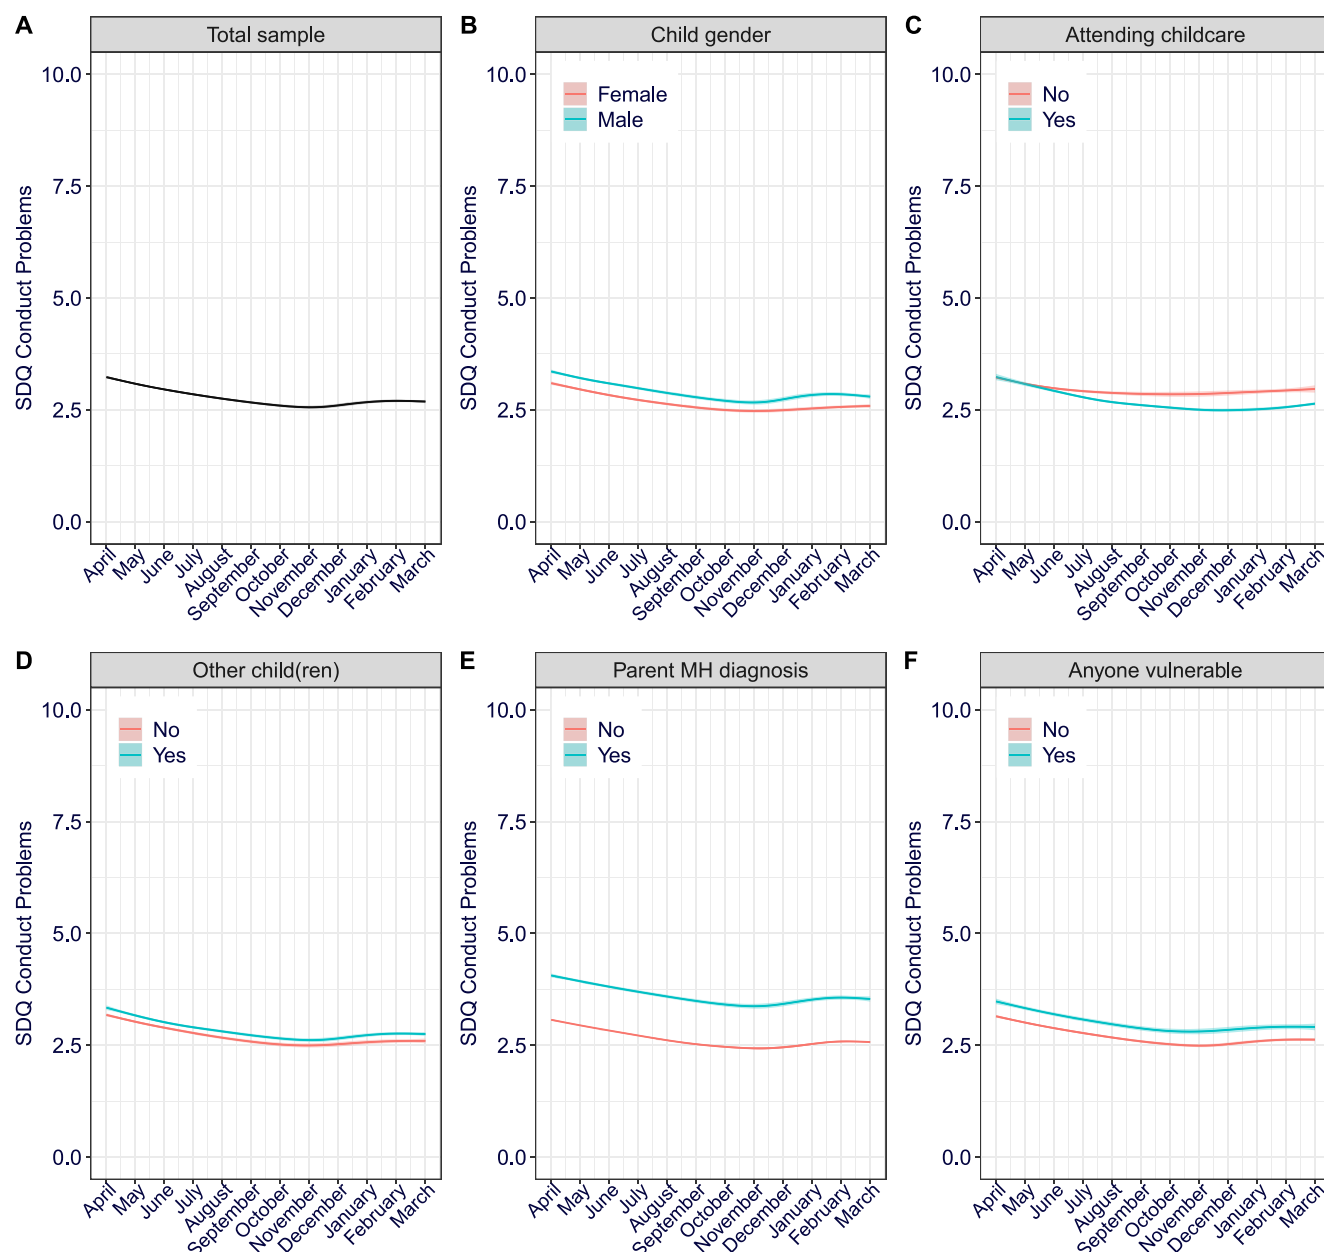 A
Total sample
SDQ Conduct Problems
10.0
7.5
5.0
2.5
0.0
April
May
June
July
August
September
October
November
December
January
February
March
B
Child gender
Female
Male
SDQ Conduct Problems
10.0
7.5
5.0
2.5
0.0
April
May
June
July
August
September
October
November
December
January
February
March
C
Attending childcare
No
Yes
SDQ Conduct Problems
10.0
7.5
5.0
2.5
0.0
April
May
June
July
August
September
October
November
December
January
February
March
D
Other child(ren)
No
Yes
SDQ Conduct Problems
10.0
7.5
5.0
2.5
0.0
April
May
June
July
August
September
October
November
December
January
February
March
E
Parent MH diagnosis
No
Yes
SDQ Conduct Problems
10.0
7.5
5.0
2.5
0.0
April
May
June
July
August
September
October
November
December
January
February
March
F
Anyone vulnerable
No
Yes
SDQ Conduct Problems
10.0
7.5
5.0
2.5
0.0
April
May
June
July
August
September
October
November
December
January
February
March